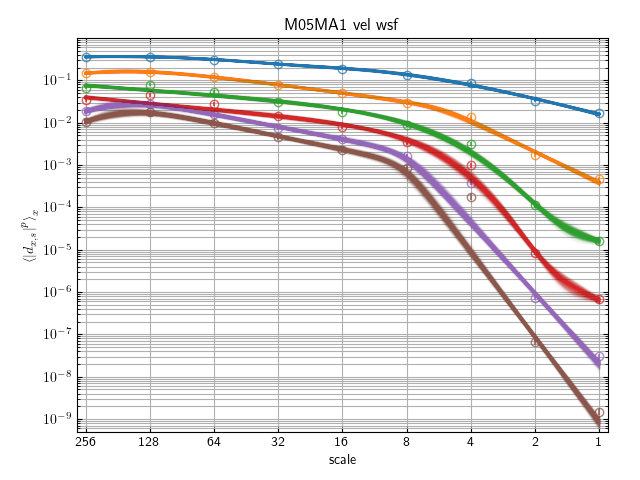 M05MA1 vel wsf
10⁻¹
10⁻²
10⁻³
10⁻⁴
10⁻⁵
10⁻⁶
10⁻⁷
10⁻⁸
10⁻⁹
⟨|d_{x,s}|^p⟩_x
256 128 64 32 16 8 4 2 1
scale